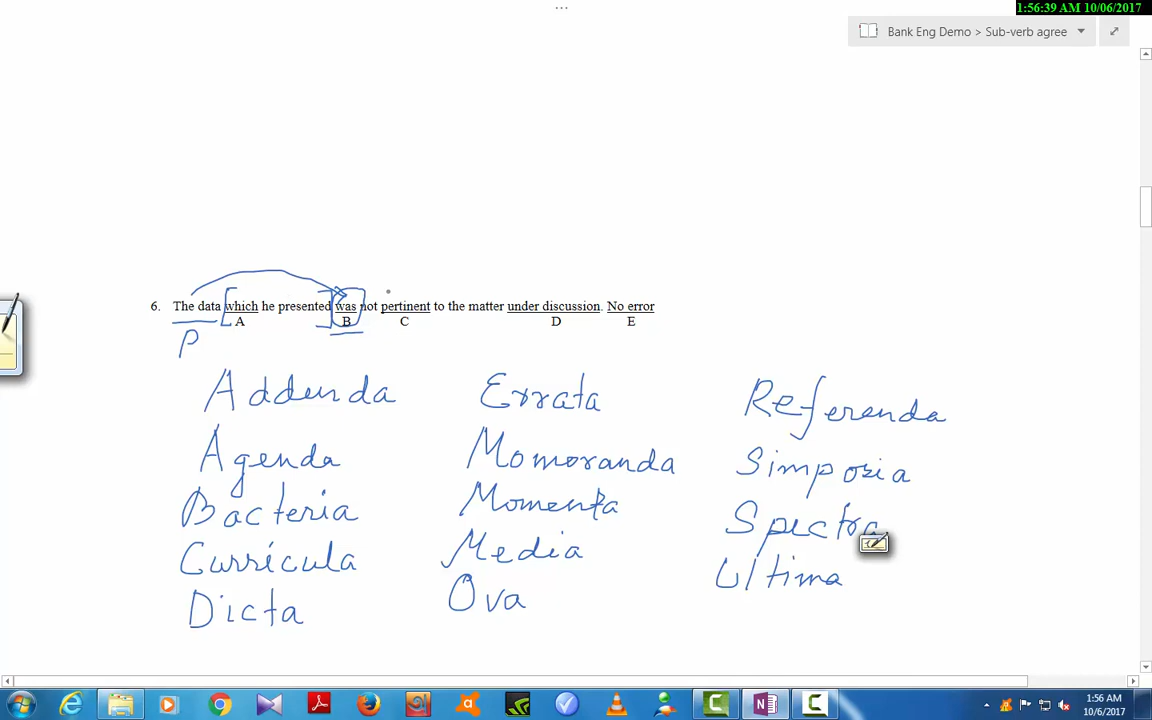 1:56:39 AM 10/06/2017
Bank Eng Demo > Sub-verb agree
6. The data which he presented was not pertinent to the matter under discussion. No error
A B C D E
P
Addenda Errata Referenda
Agenda Momoranda Simposia
Bacteria Momenta Spectra
Curricula Media Ultima
Dicta Ova
1:56 AM
10/6/2017